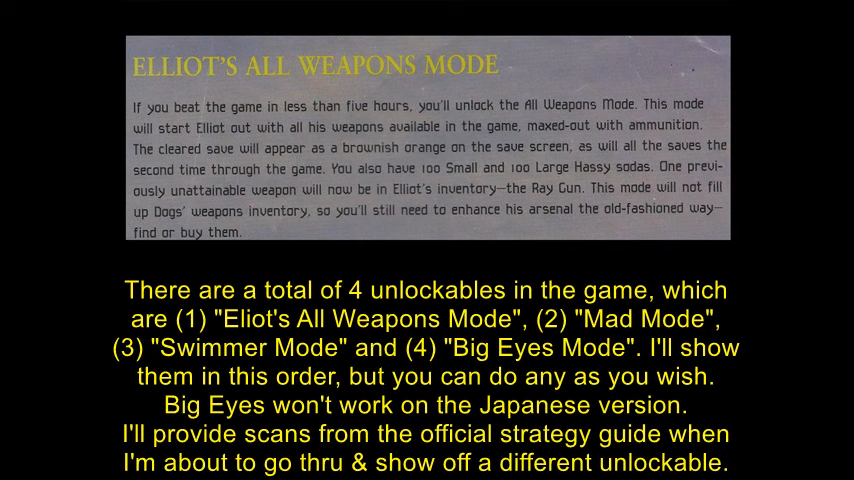 ELLIOT'S ALL WEAPONS MODE
If you beat the game in less than five hours, you'll unlock the All Weapons Mode. This mode
will start Elliot out with all his weapons available in the game, maxed-out with ammunition.
The cleared save will appear as a brownish orange on the save screen, as will all the saves the
second time through the game. You also have 100 Small and 100 Large Hassy sodas. One previ-
ously unattainable weapon will now be in Elliot's inventory—the Ray Gun. This mode will not fill
up Dogs' weapons inventory, so you'll still need to enhance his arsenal the old-fashioned way—
find or buy them.
There are a total of 4 unlockables in the game, which
are (1) "Eliot's All Weapons Mode", (2) "Mad Mode",
(3) "Swimmer Mode" and (4) "Big Eyes Mode". I'll show
them in this order, but you can do any as you wish.
Big Eyes won't work on the Japanese version.
I'll provide scans from the official strategy guide when
I'm about to go thru & show off a different unlockable.